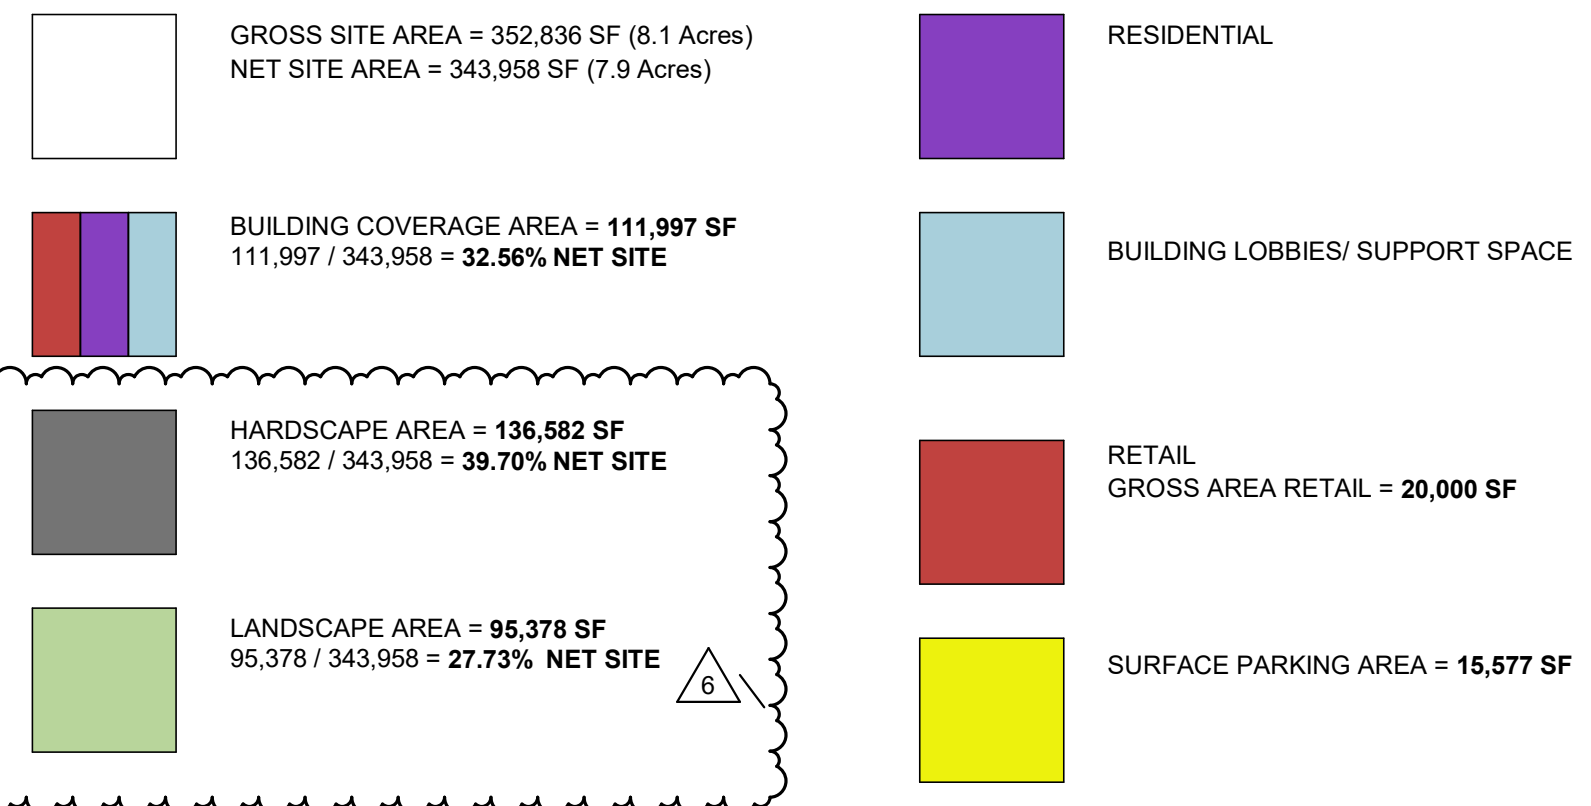 GROSS SITE AREA = 352,836 SF (8.1 Acres)
NET SITE AREA = 343,958 SF (7.9 Acres)
BUILDING COVERAGE AREA = 111,997 SF
111,997 / 343,958 = 32.56% NET SITE
HARDSCAPE AREA = 136,582 SF
136,582 / 343,958 = 39.70% NET SITE
LANDSCAPE AREA = 95,378 SF
95,378 / 343,958 = 27.73% NET SITE
6
RESIDENTIAL
BUILDING LOBBIES/ SUPPORT SPACE
RETAIL
GROSS AREA RETAIL = 20,000 SF
SURFACE PARKING AREA = 15,577 SF